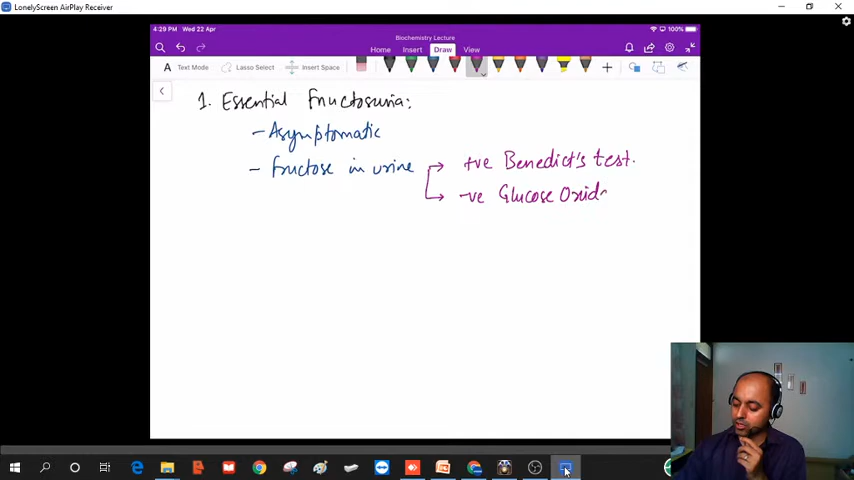 LonelyScreen AirPlay Receiver
4:29 PM Wed 22 Apr
100%
Biochemistry Lecture
Home Insert Draw View
Text Mode Lasso Select Insert Space
1. Essential Fructosuria:
- Asymptomatic
- Fructose in urine
+ve Benedict's test.
-ve Glucose Oxid